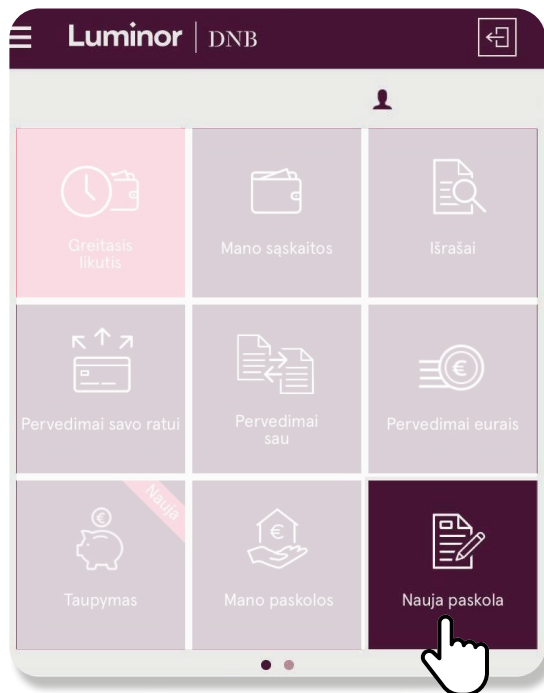 Luminor | DNB
Greitasis
likutis
Mano sąskaitos
Išrašai
Pervedimai savo ratui
Pervedimai
sau
Pervedimai eurais
Nauja
Taupymas
Mano paskolos
Nauja paskola